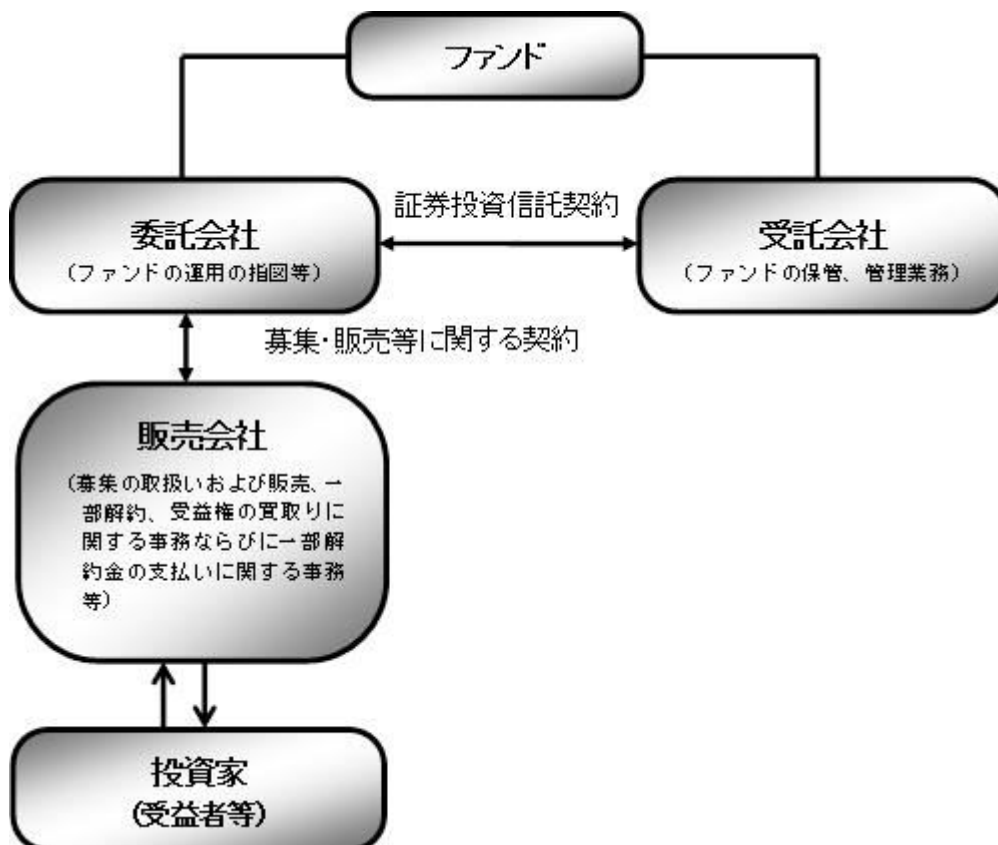 ファンド
証券投資信託契約
委託会社
(ファンドの運用の指図等)
受託会社
(ファンドの保管、管理業務)
募集・販売等に関する契約
販売会社
(募集の取扱いおよび販売、一
部解約、受益権の買取りに
関する事務ならびに一部解
約金の支払いに関する事務
等)
投資家
(受益者等)